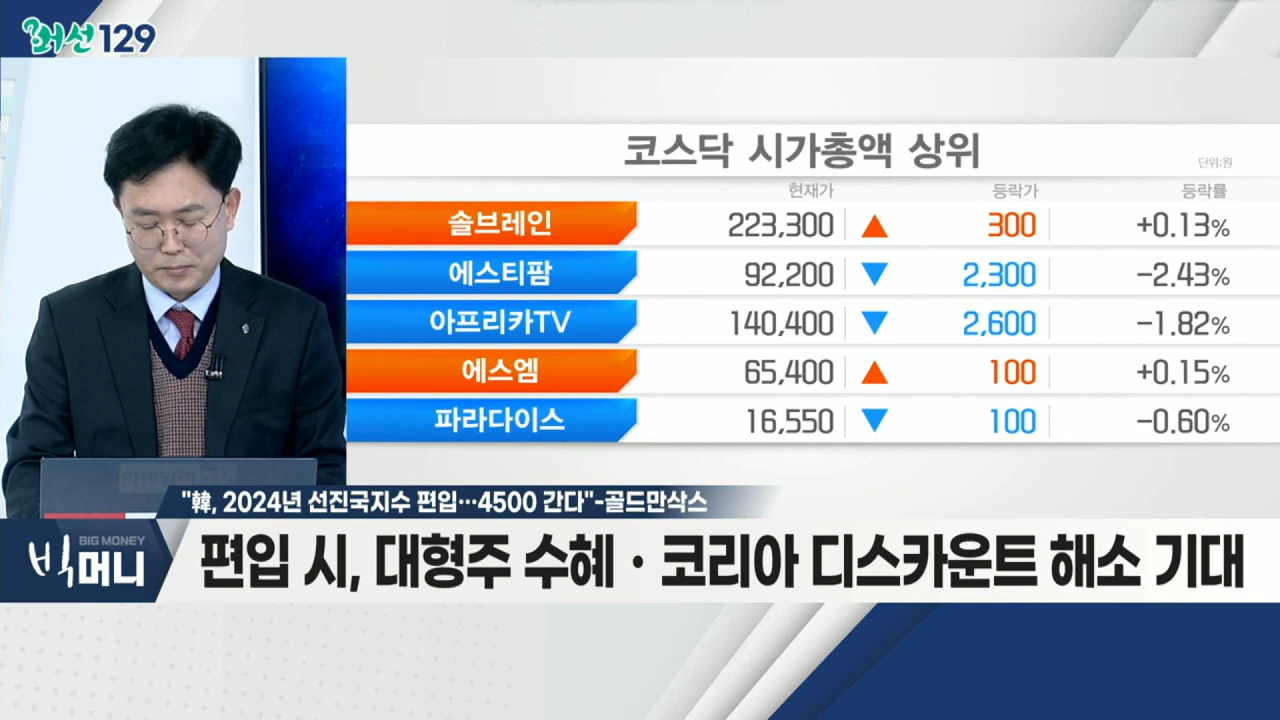 머선129
코스닥 시가총액 상위
단위:원
현재가 등락가 등락률
솔브레인 223,300 ▲ 300 +0.13%
에스티팜 92,200 ▼ 2,300 -2.43%
아프리카TV 140,400 ▼ 2,600 -1.82%
에스엠 65,400 ▲ 100 +0.15%
파라다이스 16,550 ▼ 100 -0.60%
"韓, 2024년 선진국지수 편입…4500 간다"-골드만삭스
BIG MONEY
빅머니
편입 시, 대형주 수혜·코리아 디스카운트 해소 기대